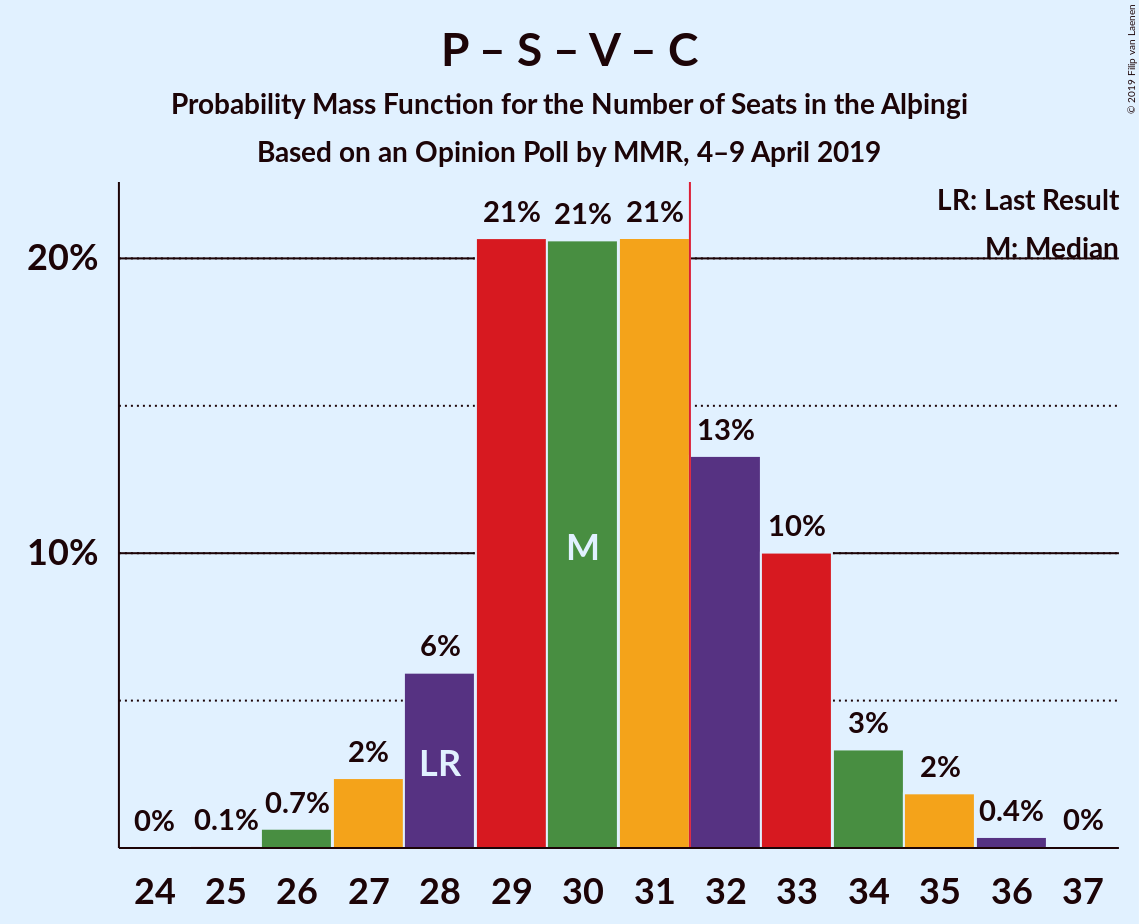 P – S – V – C
Probability Mass Function for the Number of Seats in the Alþingi
Based on an Opinion Poll by MMR, 4–9 April 2019
© 2019 Filip van Laenen
LR: Last Result
M: Median
20%
10%
0%
0.1%
0.7%
2%
6%
21%
21%
21%
13%
10%
3%
2%
0.4%
0%
LR
M
24 25 26 27 28 29 30 31 32 33 34 35 36 37